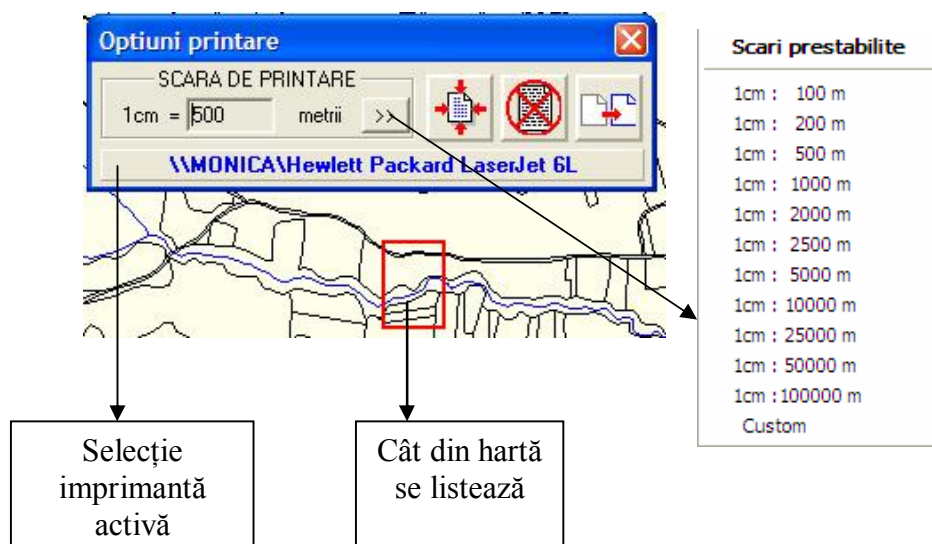 Optiuni printare
SCARA DE PRINTARE
1cm = 500 metrii >>
\\MONICA\Hewlett Packard LaserJet 6L
Scari prestabilite
1cm : 100 m
1cm : 200 m
1cm : 500 m
1cm : 1000 m
1cm : 2000 m
1cm : 2500 m
1cm : 5000 m
1cm : 10000 m
1cm : 25000 m
1cm : 50000 m
1cm :100000 m
Custom
Selecție
imprimantă
activă
Cât din hartă
se listează